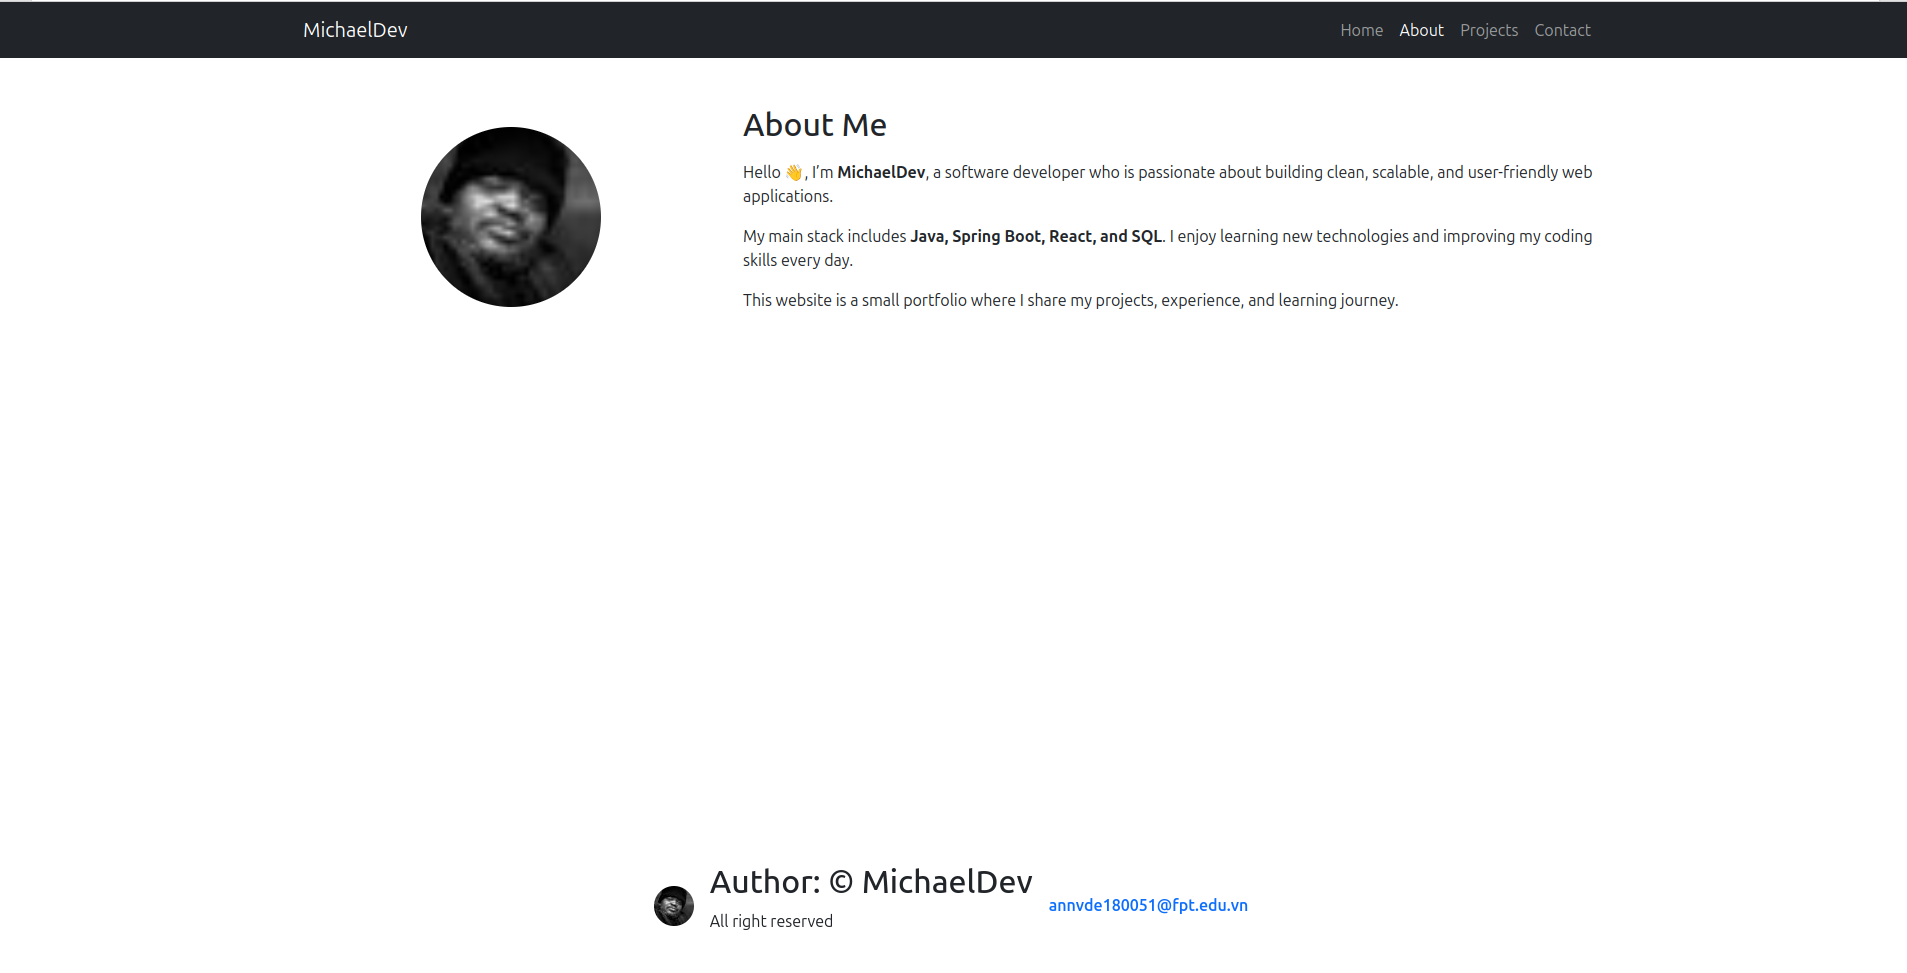 MichaelDev
Home About Projects Contact
About Me
Hello 👋, I’m MichaelDev, a software developer who is passionate about building clean, scalable, and user-friendly web
applications.
My main stack includes Java, Spring Boot, React, and SQL. I enjoy learning new technologies and improving my coding
skills every day.
This website is a small portfolio where I share my projects, experience, and learning journey.
Author: © MichaelDev
All right reserved
annvde180051@fpt.edu.vn